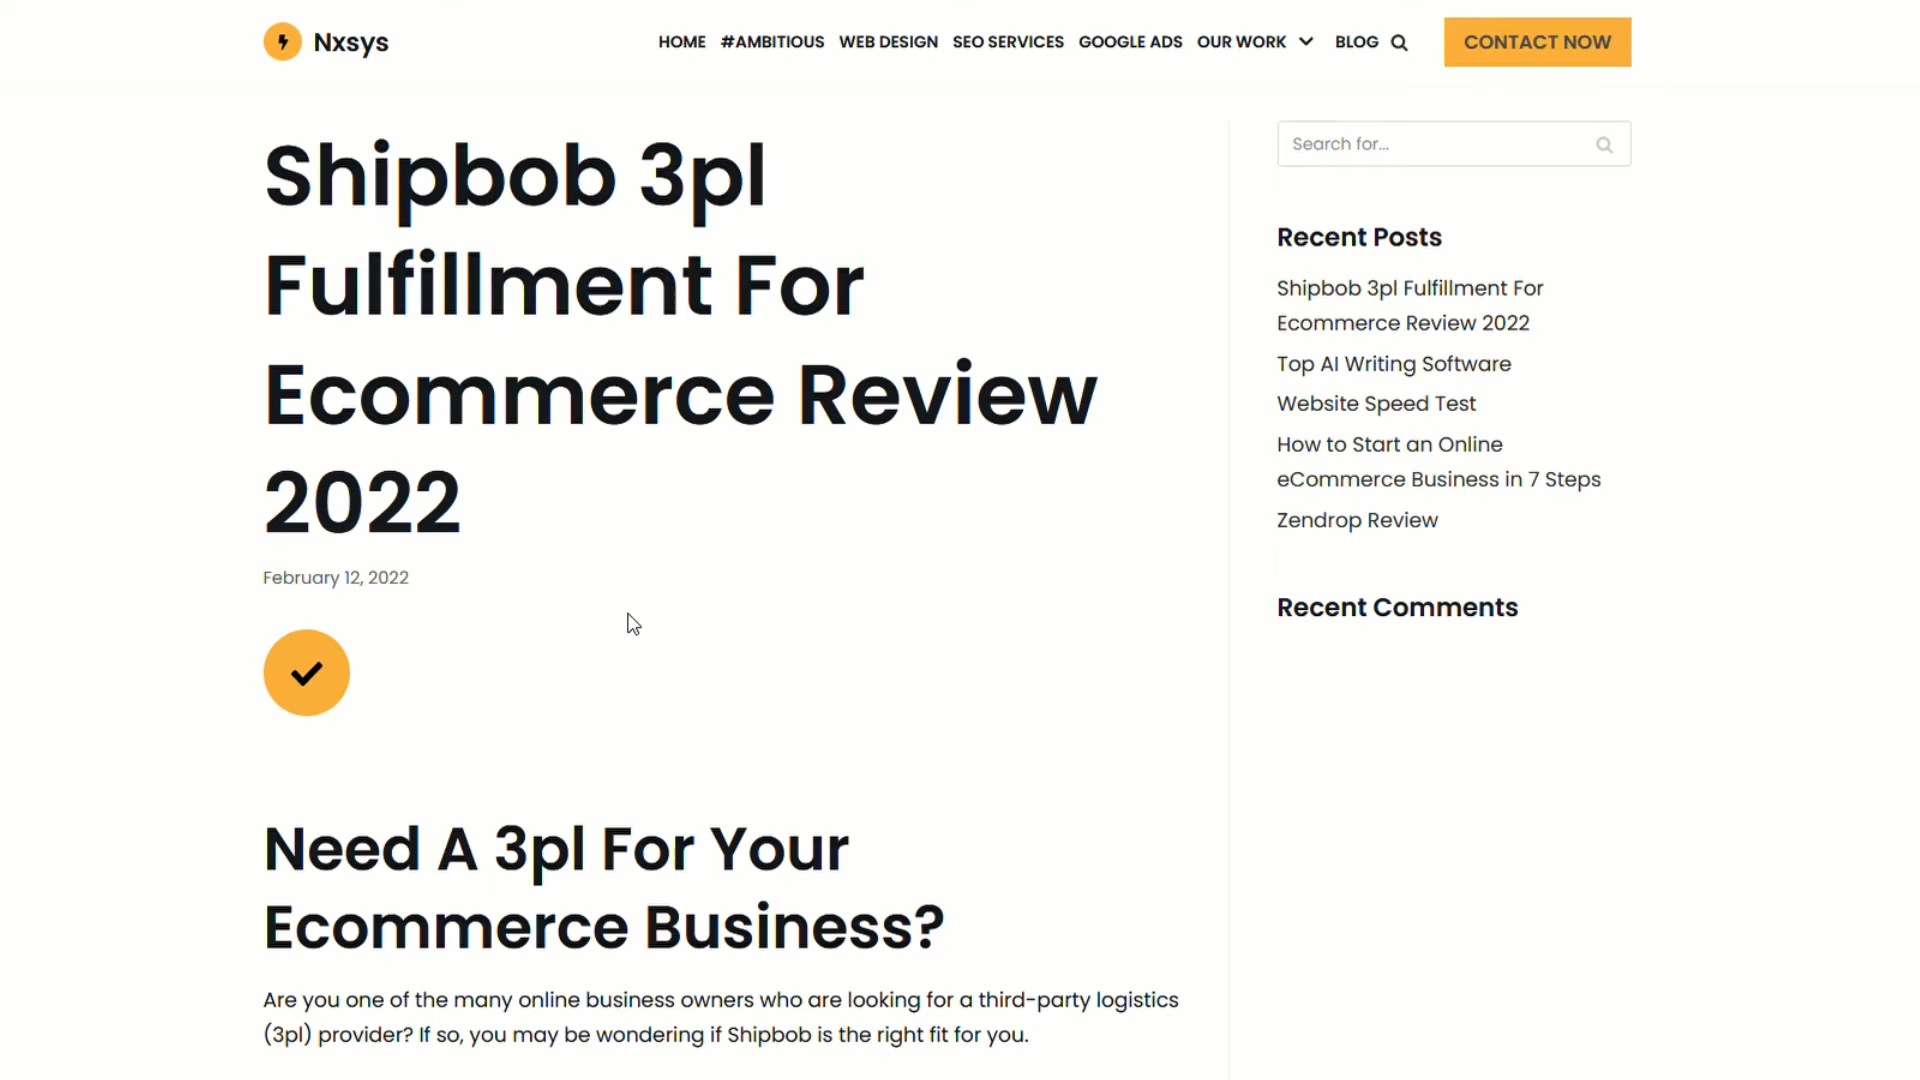 Nxsys
HOME #AMBITIOUS WEB DESIGN SEO SERVICES GOOGLE ADS OUR WORK BLOG
CONTACT NOW
Shipbob 3pl
Fulfillment For
Ecommerce Review
2022
February 12, 2022
Need A 3pl For Your
Ecommerce Business?
Are you one of the many online business owners who are looking for a third-party logistics
(3pl) provider? If so, you may be wondering if Shipbob is the right fit for you.
Search for...
Recent Posts
Shipbob 3pl Fulfillment For
Ecommerce Review 2022
Top AI Writing Software
Website Speed Test
How to Start an Online
eCommerce Business in 7 Steps
Zendrop Review
Recent Comments